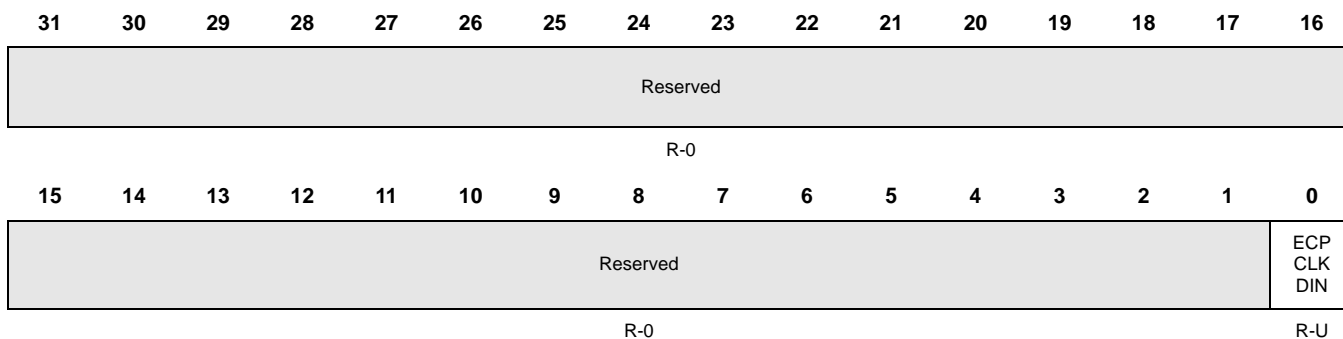 31 30 29 28 27 26 25 24 23 22 21 20 19 18 17 16
Reserved
R-0
15 14 13 12 11 10 9 8 7 6 5 4 3 2 1 0
Reserved
ECP
CLK
DIN
R-0 R-U